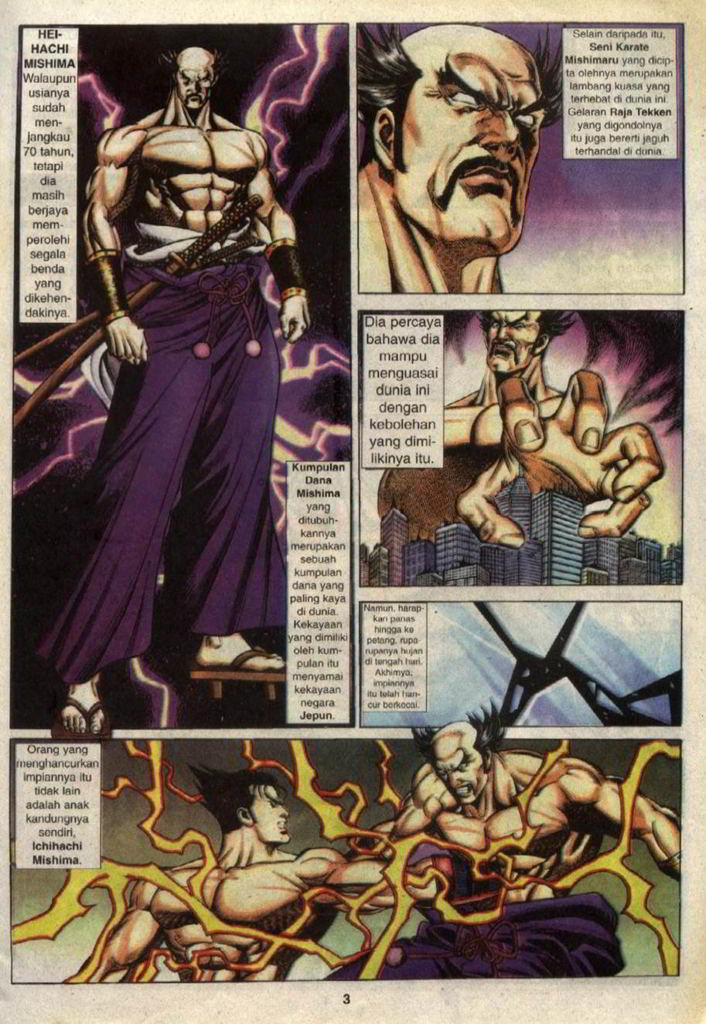 HEI-
HACHI
MISHIMA
Walaupun
usianya
sudah
men-
jangkau
70 tahun,
tetapi
dia
masih
berjaya
mem-
perolehi
segala
benda
yang
dikehen-
dakinya.
Selain daripada itu,
Seni Karate
Mishimaru yang dicip-
ta olehnya merupakan
lambang kuasa yang
terhebat di dunia ini.
Gelaran Raja Tekken
yang digondolnya
itu juga bererti jaguh
terhandal di dunia.
Dia percaya
bahawa dia
mampu
menguasai
dunia ini
dengan
kebolehan
yang dimi-
likinya itu.
Kumpulan
Dana
Mishima
yang
ditubuh-
kannya
merupakan
sebuah
kumpulan
dana yang
paling kaya
di dunia.
Kekayaan
yang dimiliki
oleh kum-
pulan itu
menyamai
kekayaan
negara
Jepun.
Namun, harap-
kan panas
hingga ke
petang, rupa
rupanya hujan
di tengah hari.
Akhirnya,
impiannya
itu telah han-
cur berkecai.
Orang yang
menghancurkan
impiannya itu
tidak lain
adalah anak
kandungnya
sendiri,
Ichihachi
Mishima.
3